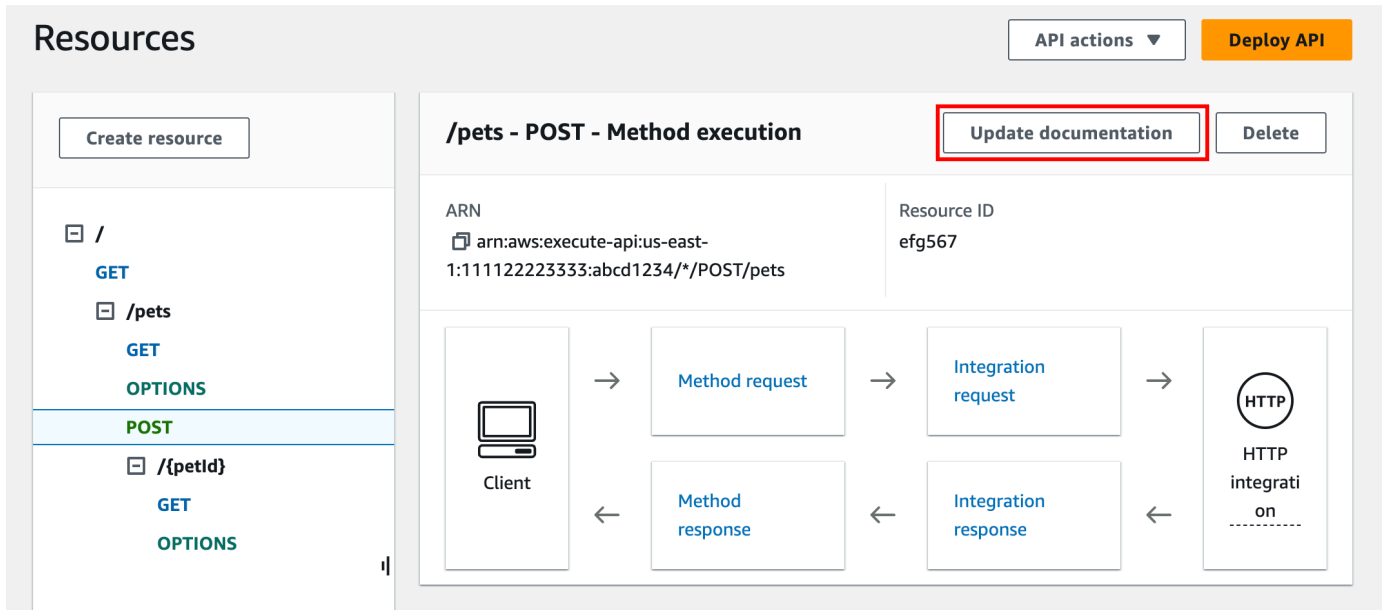 Resources
API actions ▼
Deploy API
Create resource
/
GET
/pets
GET
OPTIONS
POST
/{petId}
GET
OPTIONS
/pets - POST - Method execution
Update documentation
Delete
ARN
arn:aws:execute-api:us-east-
1:111122223333:abcd1234/*/POST/pets
Resource ID
efg567
Client
Method request
Integration
request
HTTP
HTTP
integrati
on
Method
response
Integration
response